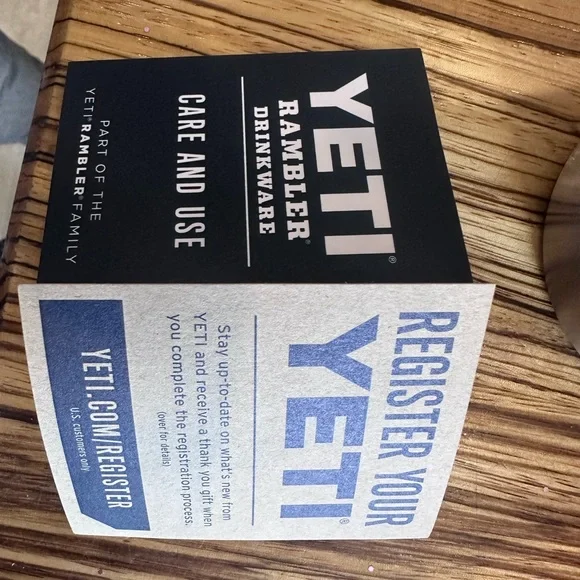 YETI®
RAMBLER®
DRINKWARE
CARE AND USE
PART OF THE
YETI® RAMBLER® FAMILY
REGISTER YOUR
YETI®
Stay up-to-date on what's new from
YETI and receive a thank you gift when
you complete the registration process.
(over for details)
YETI.COM/REGISTER
U.S. customers only